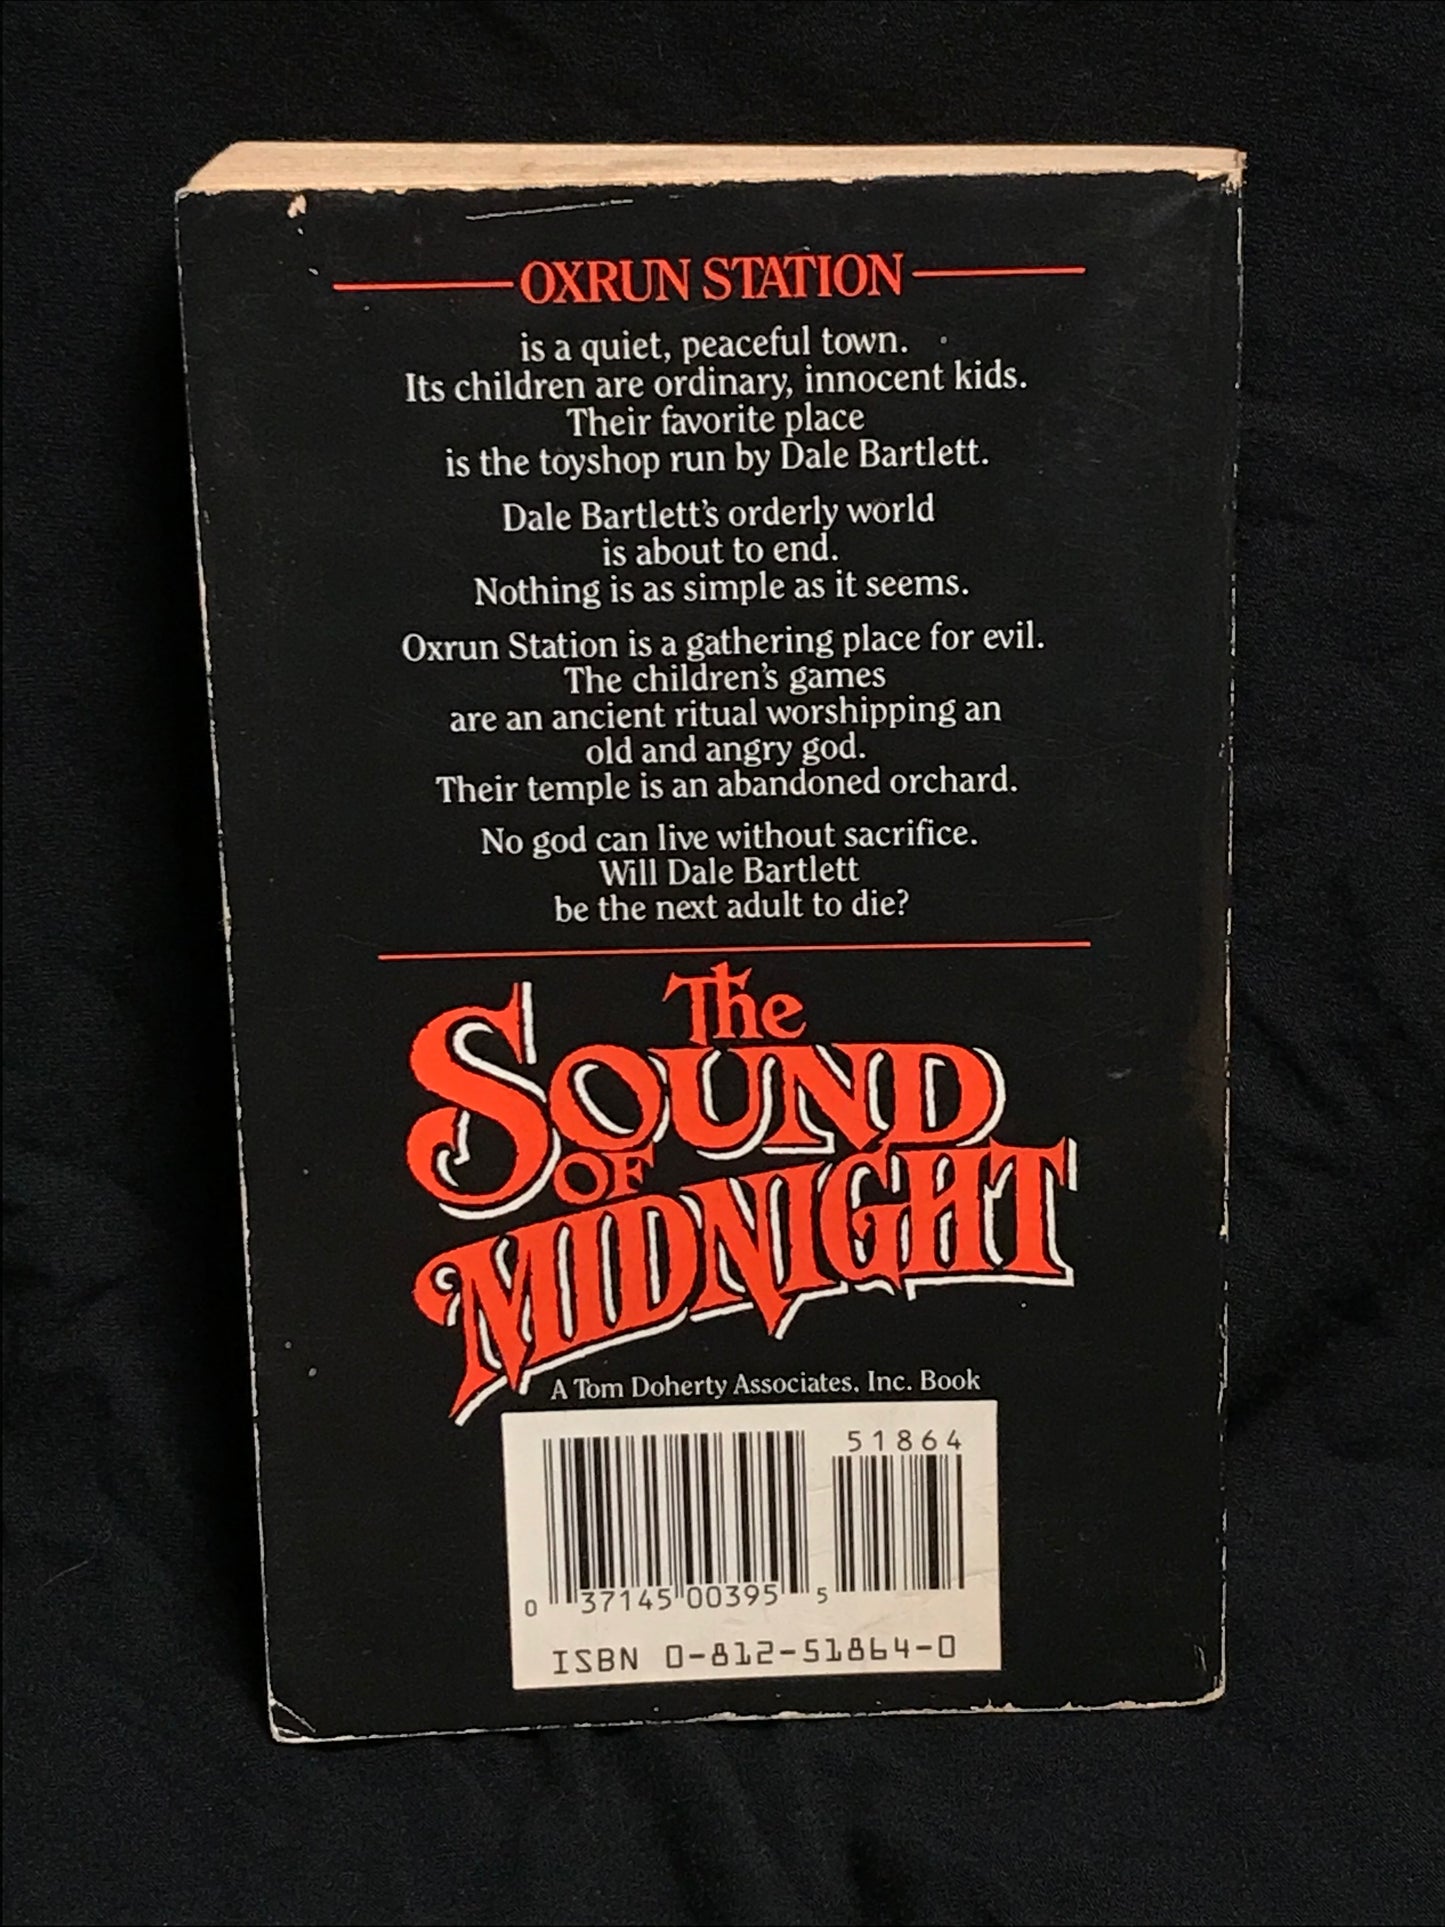 OXRUN STATION
is a quiet, peaceful town.
Its children are ordinary, innocent kids.
Their favorite place
is the toyshop run by Dale Bartlett.
Dale Bartlett's orderly world
is about to end.
Nothing is as simple as it seems.
Oxrun Station is a gathering place for evil.
The children's games
are an ancient ritual worshipping an
old and angry god.
Their temple is an abandoned orchard.
No god can live without sacrifice.
Will Dale Bartlett
be the next adult to die?
The
SOUND
OF
MIDNIGHT
A Tom Doherty Associates, Inc. Book
51864
0 37145 00395 5
ISBN 0-812-51864-0